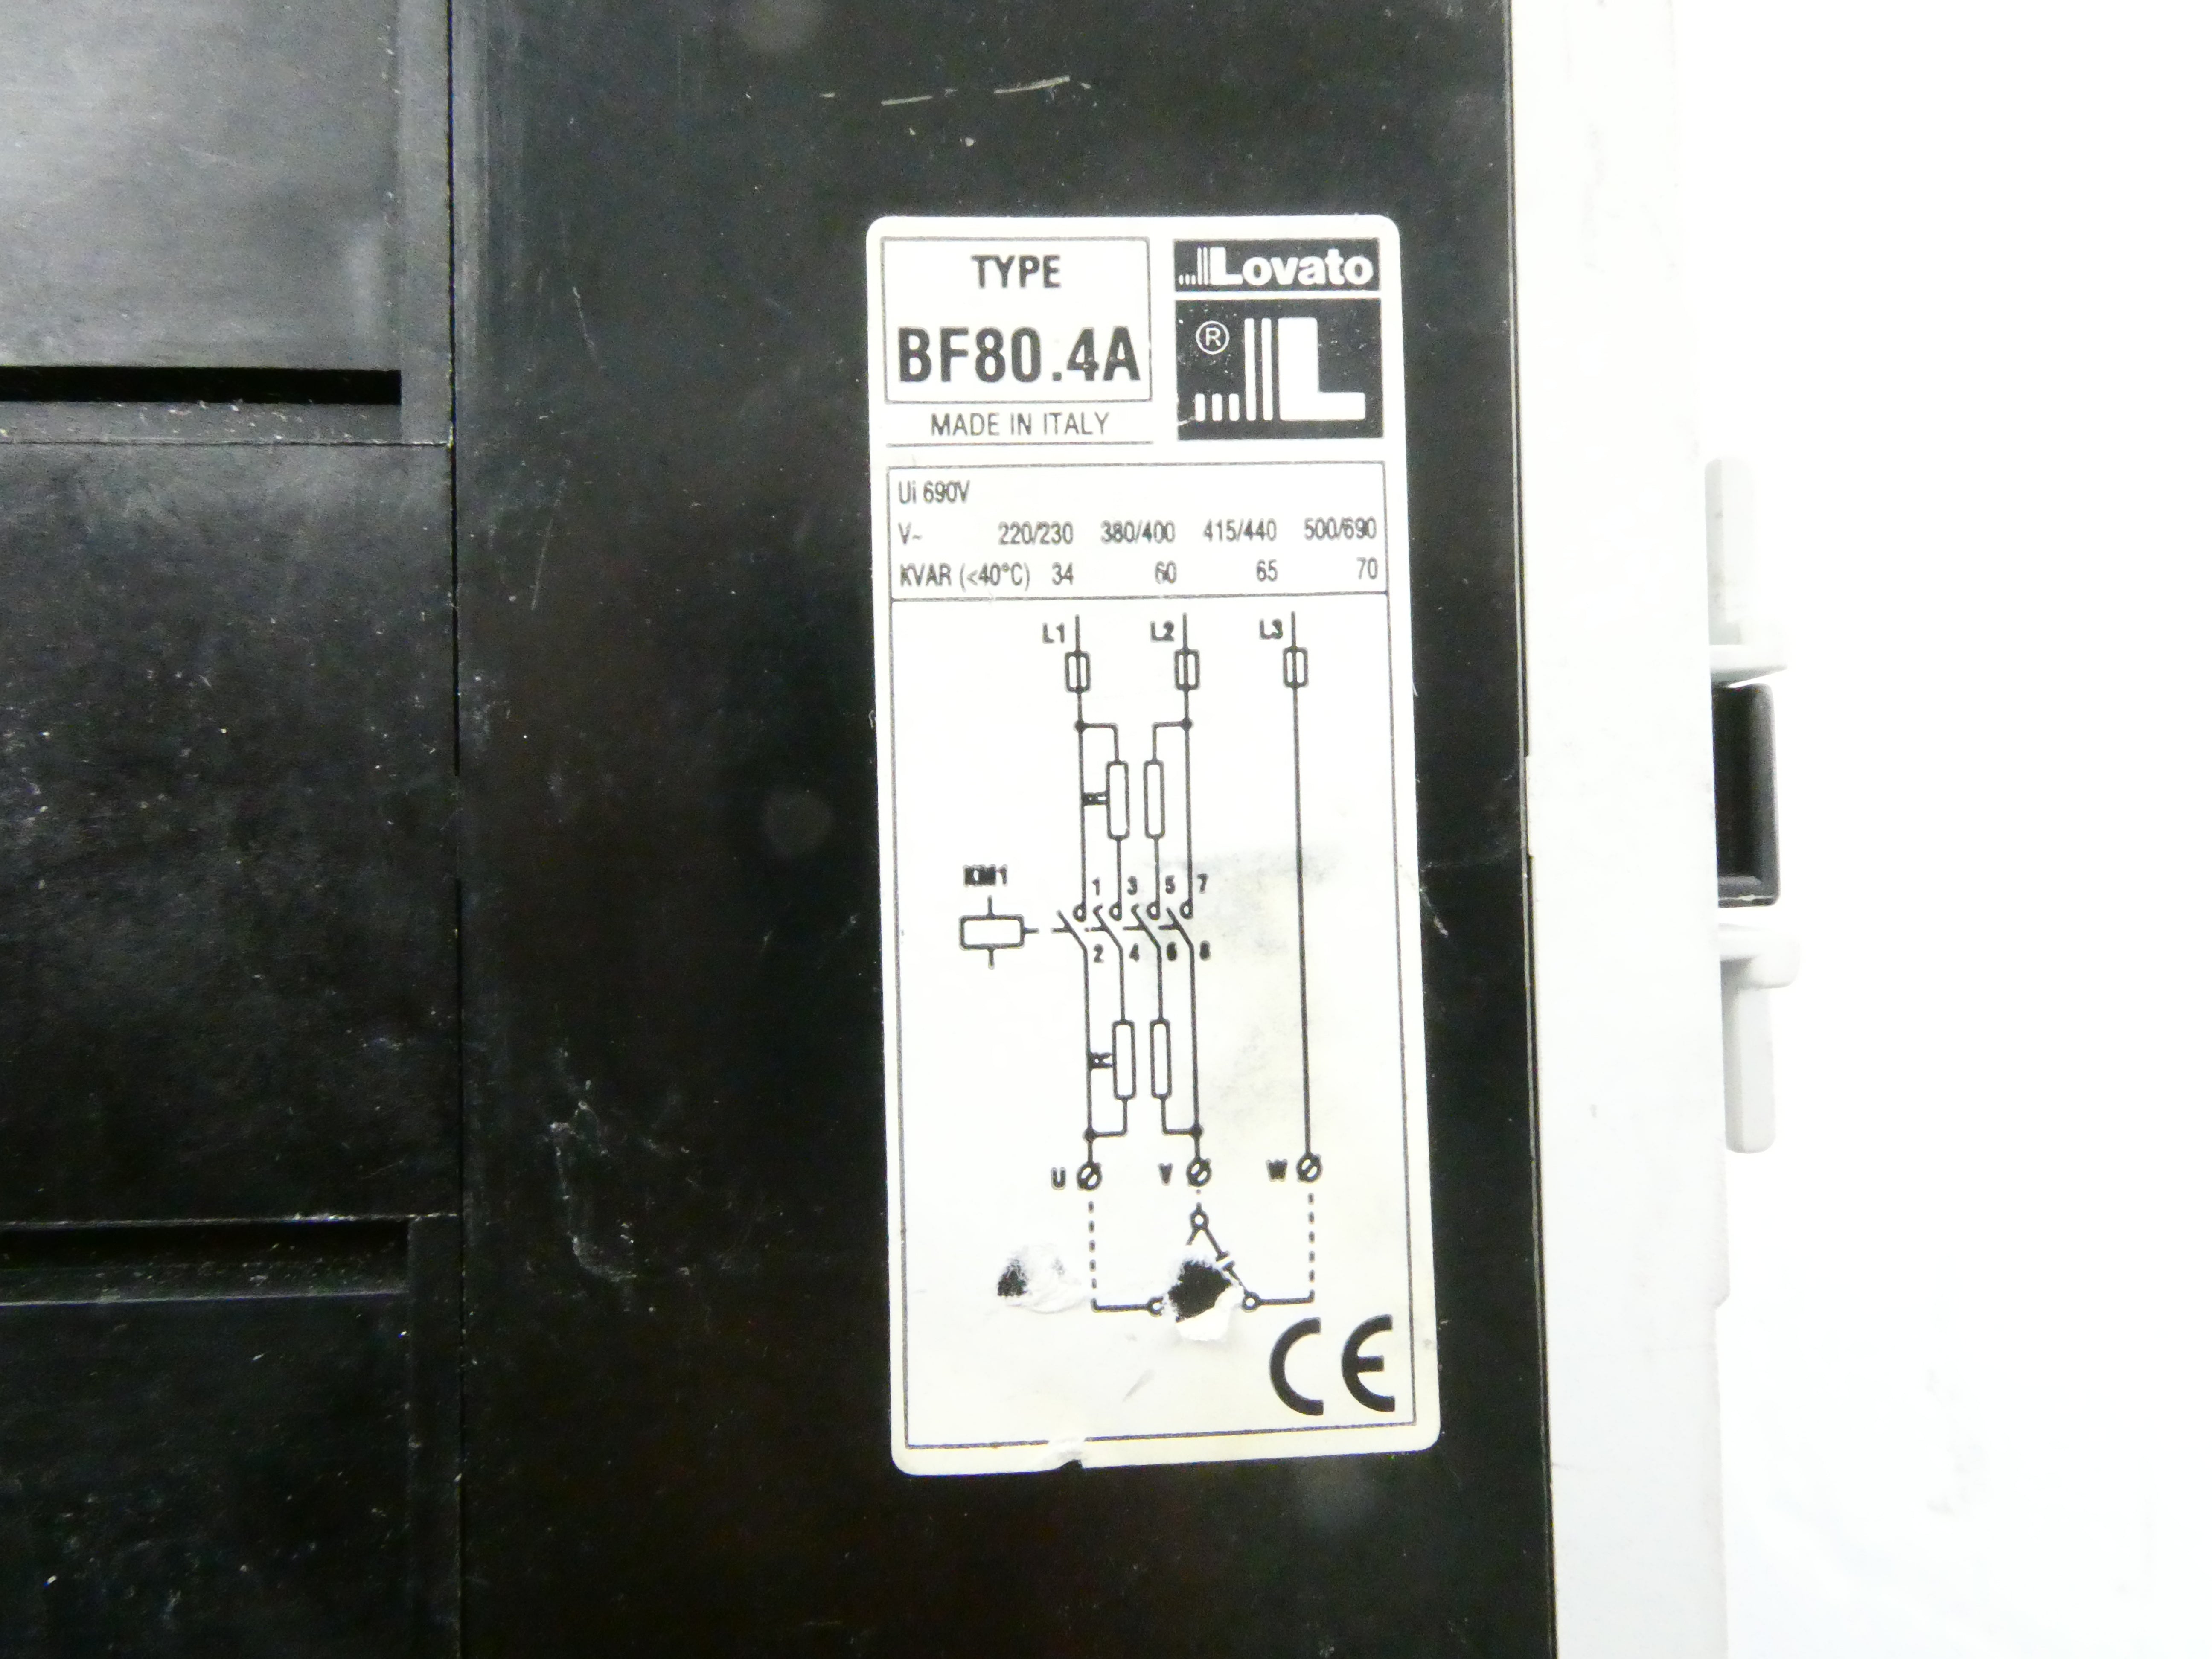 TYPE
BF80.4A
MADE IN ITALY
Lovato
® L
Ui 690V
V~ 220/230 380/400 415/440 500/690
KVAR (<40°C) 34 60 65 70
L1 L2 L3
R
KM1
1 3 5 7
2 4 6 8
R
U V W
CE